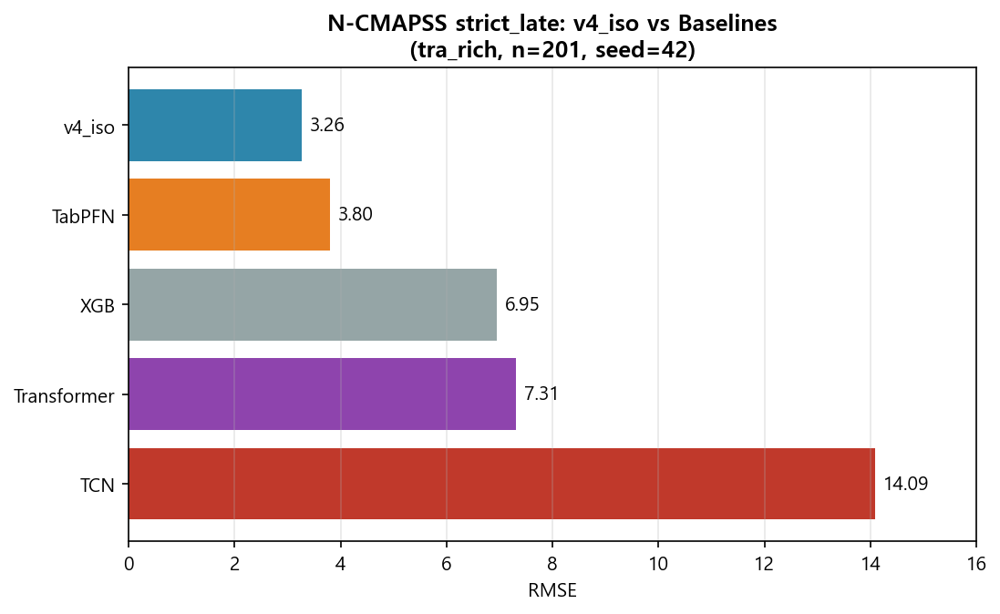 N-CMAPSS strict_late: v4_iso vs Baselines
(tra_rich, n=201, seed=42)
v4_iso
3.26
TabPFN
3.80
XGB
6.95
Transformer
7.31
TCN
14.09
0 2 4 6 8 10 12 14 16
RMSE